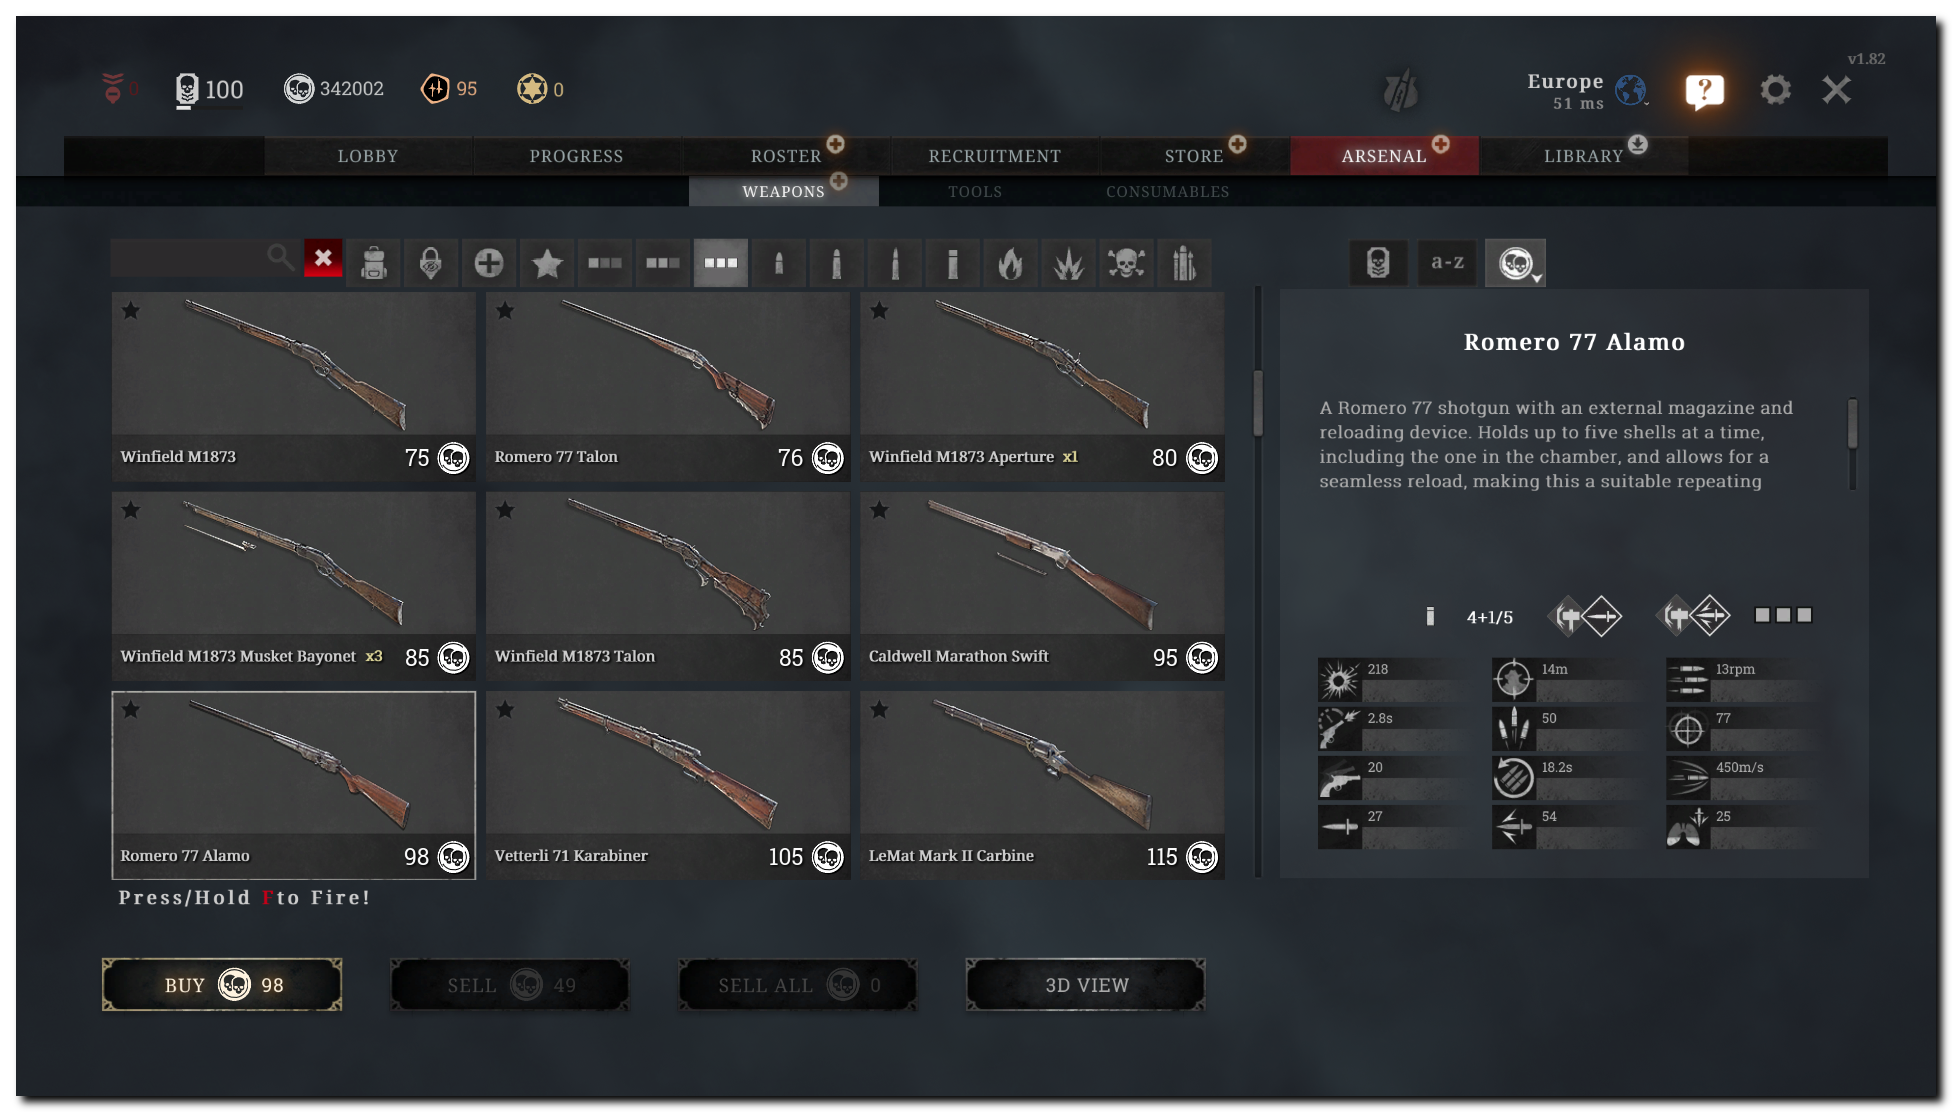 v1.82
0
100
342002
95
0
Europe
51 ms
?
LOBBY
PROGRESS
ROSTER
RECRUITMENT
STORE
ARSENAL
LIBRARY
WEAPONS
TOOLS
CONSUMABLES
a-z
Winfield M1873
75
Romero 77 Talon
76
Winfield M1873 Aperture x1
80
Winfield M1873 Musket Bayonet x3
85
Winfield M1873 Talon
85
Caldwell Marathon Swift
95
Romero 77 Alamo
98
Vetterli 71 Karabiner
105
LeMat Mark II Carbine
115
Press/Hold F to Fire!
BUY 98
SELL 49
SELL ALL 0
3D VIEW
Romero 77 Alamo
A Romero 77 shotgun with an external magazine and
reloading device. Holds up to five shells at a time,
including the one in the chamber, and allows for a
seamless reload, making this a suitable repeating
4+1/5
218
14m
13rpm
2.8s
50
77
20
18.2s
450m/s
27
54
25